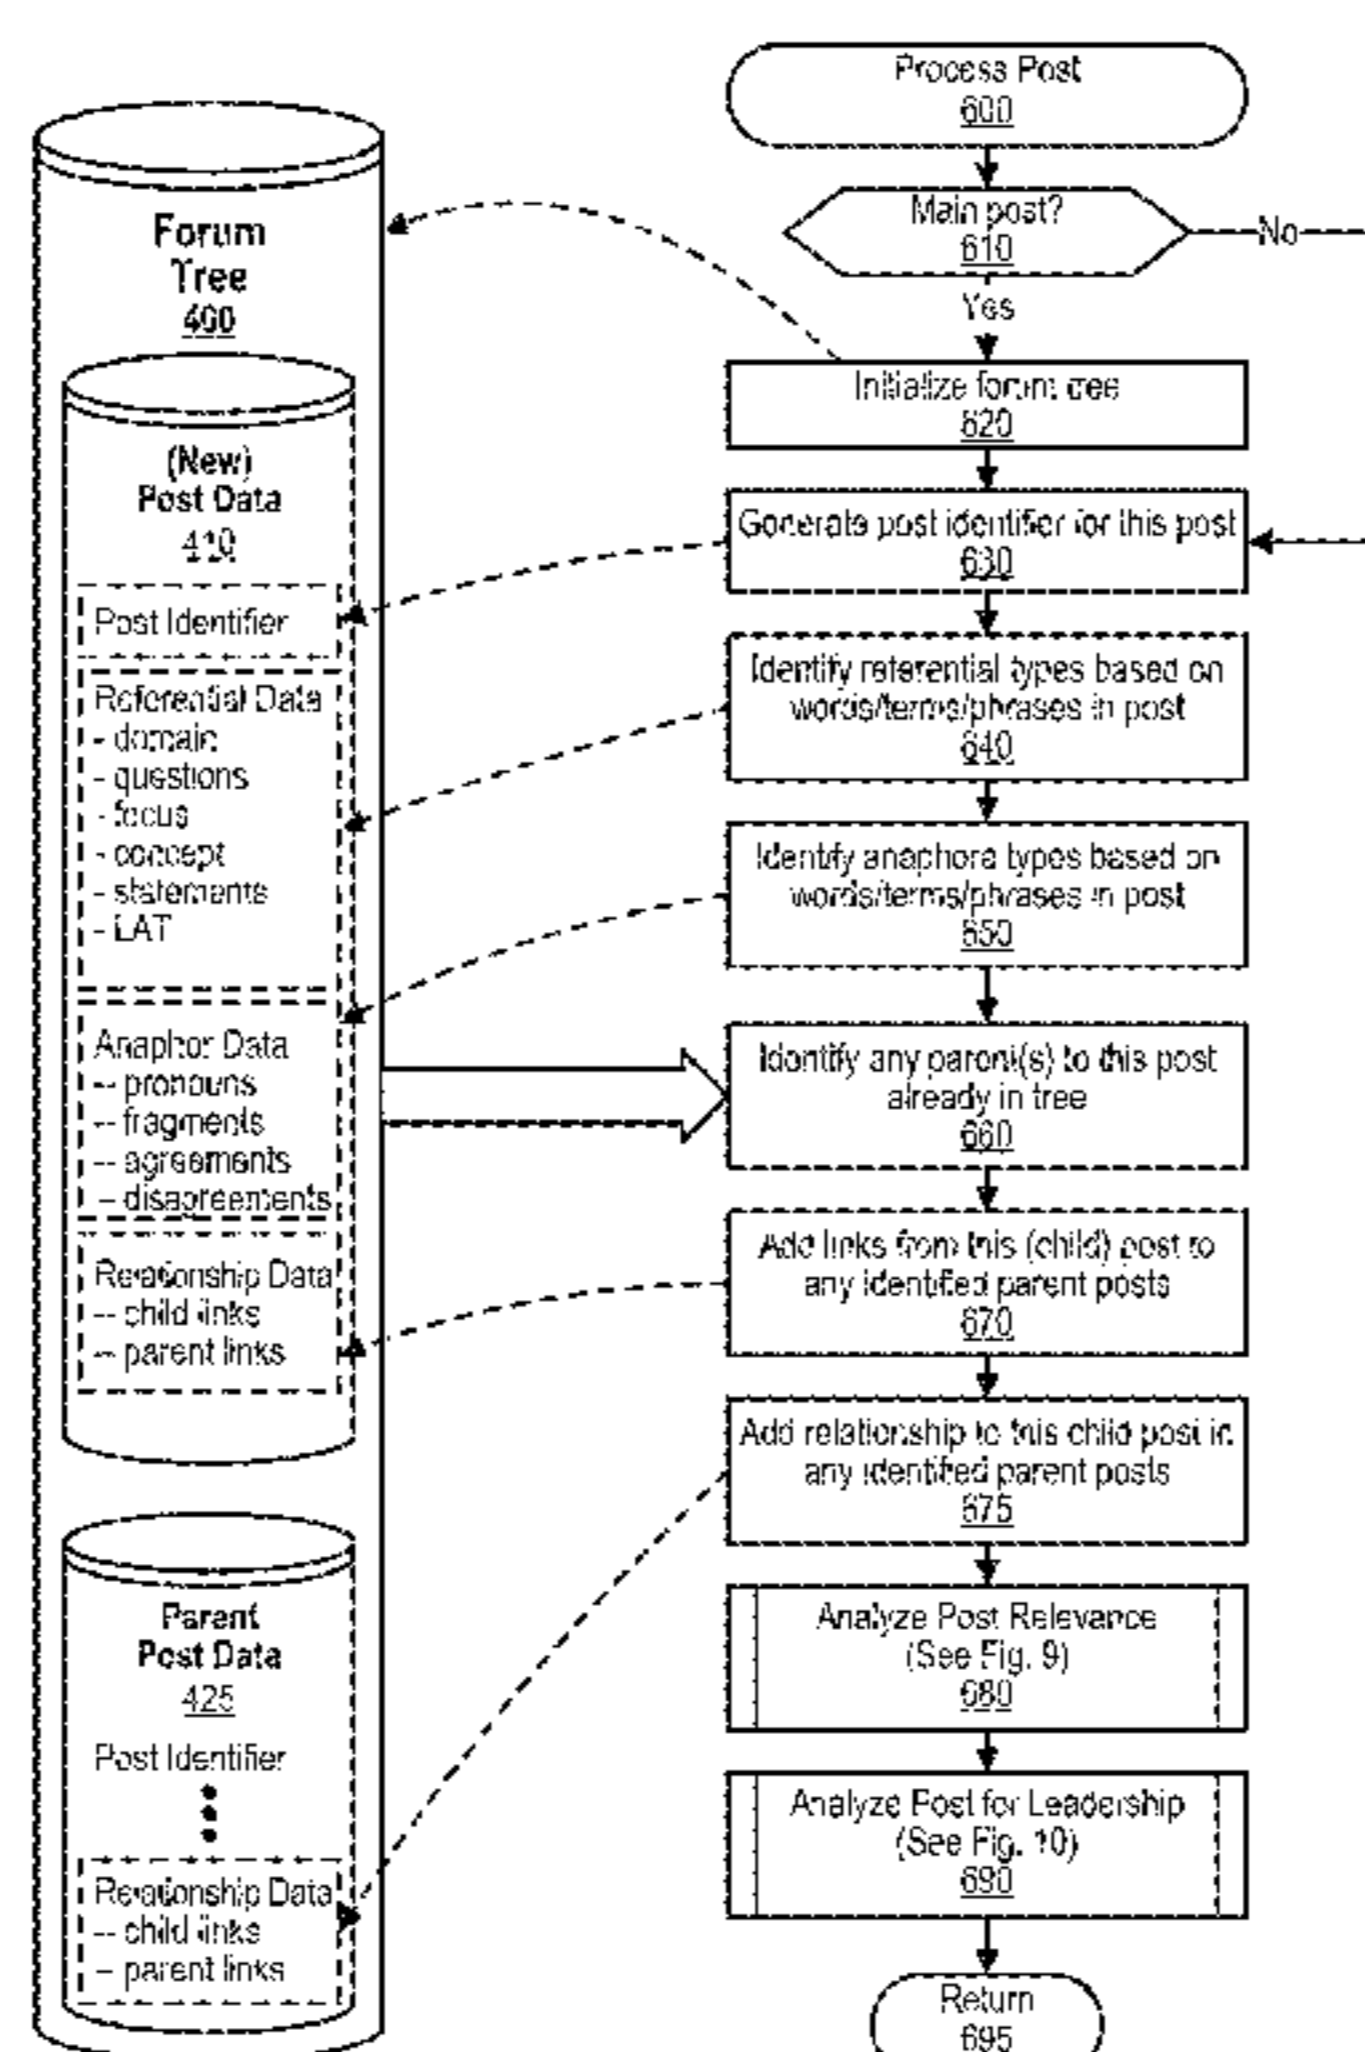 Process Post
600
Main post?
610
No
Yes
Initialize forum tree
620
Generate post identifier for this post
630
Identify referential types based on
words/terms/phrases in post
640
Identify anaphora types based on
words/terms/phrases in post
650
Identify any parent(s) to this post
already in tree
660
Add links from this (child) post to
any identified parent posts
670
Add relationship to this child post in
any identified parent posts
675
Analyze Post Relevance
(See Fig. 9)
680
Analyze Post for Leadership
(See Fig. 10)
690
Return
695
Forum
Tree
400
(New)
Post Data
410
Post Identifier
Referential Data
- domain
- questions
- focus
- concept
- statements
- LAT
Anaphor Data
-- pronouns
-- fragments
-- agreements
-- disagreements
Relationship Data
-- child links
-- parent links
Parent
Post Data
425
Post Identifier
Relationship Data
-- child links
-- parent links